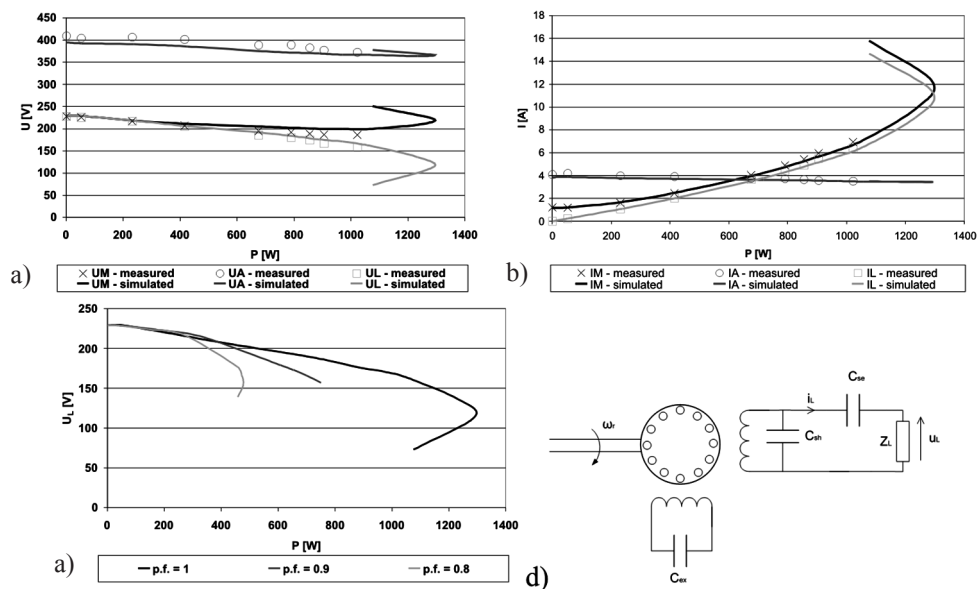 450
400
350
300
250
200
150
100
50
0
U [V]
0 200 400 600 800 1000 1200 1400
P [W]
a)
UM - measured UA - measured UL - measured
UM - simulated UA - simulated UL - simulated
18
16
14
12
10
8
6
4
2
0
I [A]
0 200 400 600 800 1000 1200 1400
P [W]
b)
IM - measured IA - measured IL - measured
IM - simulated IA - simulated IL - simulated
250
200
150
100
50
0
UL [V]
0 200 400 600 800 1000 1200 1400
P [W]
a)
p.f. = 1 p.f. = 0.9 p.f. = 0.8
ωr
iL
Cse
Csh
ZL
uL
Cex
d)